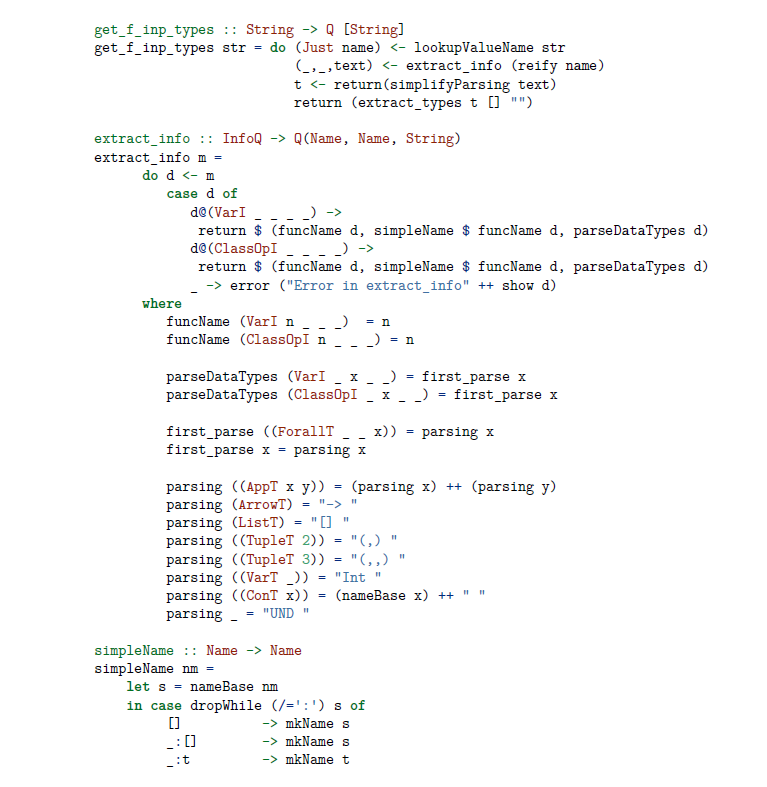 get_f_inp_types :: String -> Q [String]
get_f_inp_types str = do (Just name) <- lookupValueName str
                         (_,_,text) <- extract_info (reify name)
                         t <- return(simplifyParsing text)
                         return (extract_types t [] "")

extract_info :: InfoQ -> Q(Name, Name, String)
extract_info m =
      do d <- m
         case d of
            d@(VarI _ _ _ _) ->
             return $ (funcName d, simpleName $ funcName d, parseDataTypes d)
            d@(ClassOpI _ _ _ _) ->
             return $ (funcName d, simpleName $ funcName d, parseDataTypes d)
            _ -> error ("Error in extract_info" ++ show d)
      where
         funcName (VarI n _ _ _)  = n
         funcName (ClassOpI n _ _ _) = n

         parseDataTypes (VarI _ x _ _) = first_parse x
         parseDataTypes (ClassOpI _ x _ _) = first_parse x

         first_parse ((ForallT _ _ x)) = parsing x
         first_parse x = parsing x

         parsing ((AppT x y)) = (parsing x) ++ (parsing y)
         parsing (ArrowT) = "-> "
         parsing (ListT) = "[] "
         parsing ((TupleT 2)) = "(,) "
         parsing ((TupleT 3)) = "(,,) "
         parsing ((VarT _)) = "Int "
         parsing ((ConT x)) = (nameBase x) ++ " "
         parsing _ = "UND "

simpleName :: Name -> Name
simpleName nm =
    let s = nameBase nm
    in case dropWhile (/=':') s of
         []          -> mkName s
         _:[]        -> mkName s
         _:t         -> mkName t